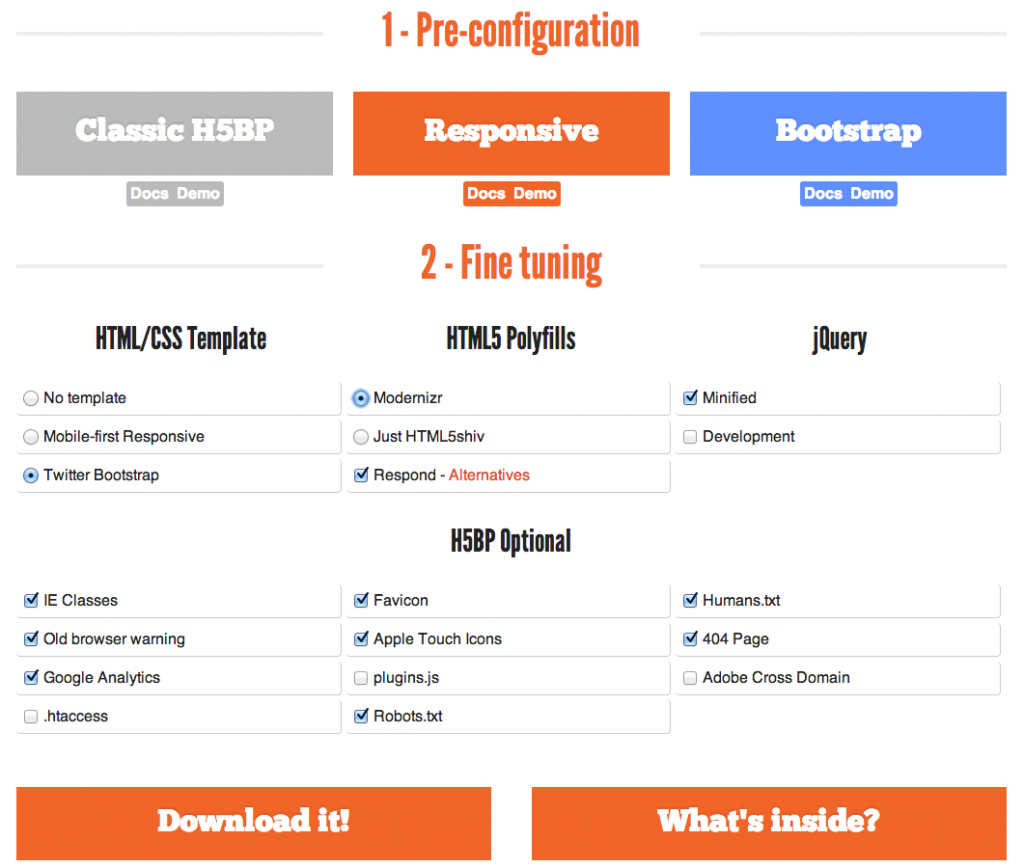 1 - Pre-configuration
Classic H5BP
Responsive
Bootstrap
Docs Demo
Docs Demo
Docs Demo
2 - Fine tuning
HTML/CSS Template
HTML5 Polyfills
jQuery
No template
Modernizr
Minified
Mobile-first Responsive
Just HTML5shiv
Development
Twitter Bootstrap
Respond - Alternatives
H5BP Optional
IE Classes
Favicon
Humans.txt
Old browser warning
Apple Touch Icons
404 Page
Google Analytics
plugins.js
Adobe Cross Domain
.htaccess
Robots.txt
Download it!
What's inside?